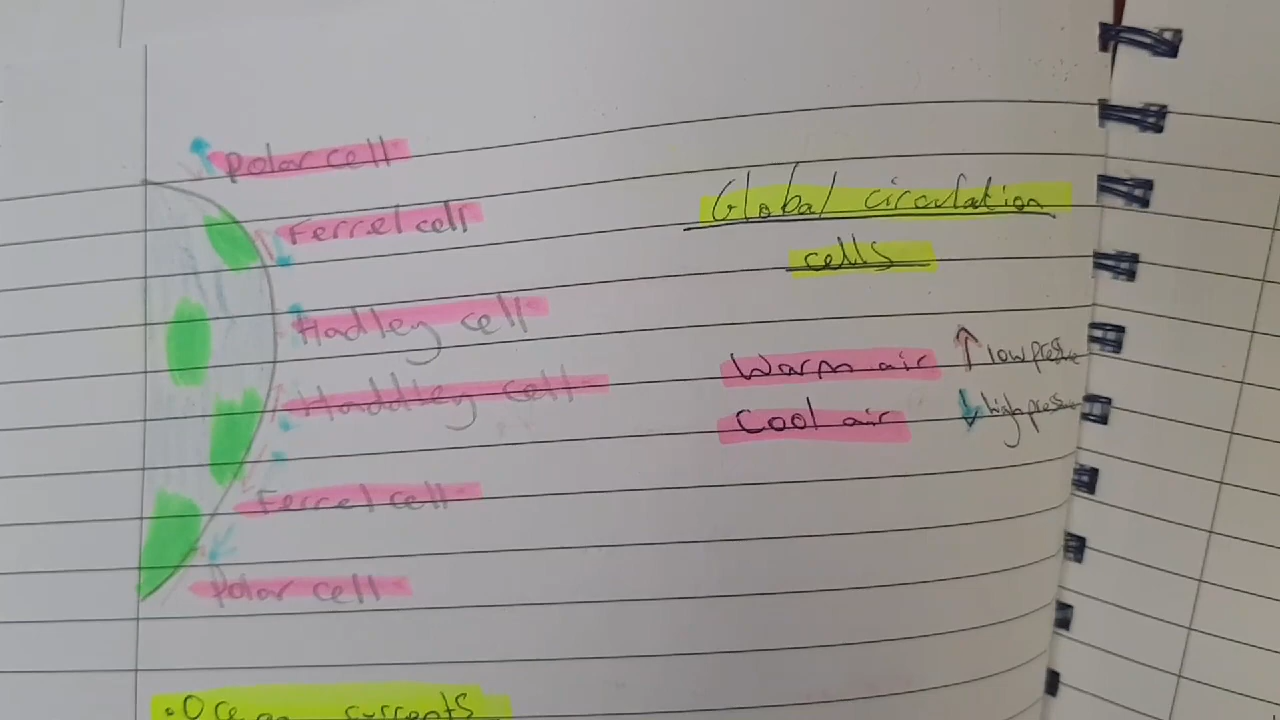 Polar cell
Ferrel cell
Hadley cell
Haddley cell
Ferrel cell
Polar cell
Global circulation
cells
Warm air ↑ low pressure
Cool air ↓ high pressure
• Ocean currents